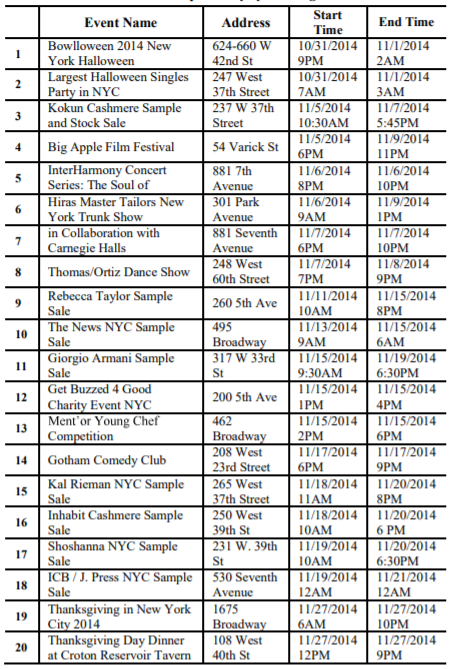 Event Name Address Start Time End Time
1 Bowlloween 2014 New York Halloween 624-660 W 42nd St 10/31/2014 9PM 11/1/2014 2AM
2 Largest Halloween Singles Party in NYC 247 West 37th Street 10/31/2014 7AM 11/1/2014 3AM
3 Kokun Cashmere Sample and Stock Sale 237 W 37th Street 11/5/2014 10:30AM 11/7/2014 5:45PM
4 Big Apple Film Festival 54 Varick St 11/5/2014 6PM 11/9/2014 11PM
5 InterHarmony Concert Series: The Soul of 881 7th Avenue 11/6/2014 8PM 11/6/2014 10PM
6 Hiras Master Tailors New York Trunk Show 301 Park Avenue 11/6/2014 9AM 11/9/2014 1PM
7 in Collaboration with Carnegie Halls 881 Seventh Avenue 11/7/2014 6PM 11/7/2014 10PM
8 Thomas/Ortiz Dance Show 248 West 60th Street 11/7/2014 7PM 11/8/2014 9PM
9 Rebecca Taylor Sample Sale 260 5th Ave 11/11/2014 10AM 11/15/2014 8PM
10 The News NYC Sample Sale 495 Broadway 11/13/2014 9AM 11/15/2014 6AM
11 Giorgio Armani Sample Sale 317 W 33rd St 11/15/2014 9:30AM 11/19/2014 6:30PM
12 Get Buzzed 4 Good Charity Event NYC 200 5th Ave 11/15/2014 1PM 11/15/2014 4PM
13 Ment'or Young Chef Competition 462 Broadway 11/15/2014 2PM 11/15/2014 6PM
14 Gotham Comedy Club 208 West 23rd Street 11/17/2014 6PM 11/17/2014 9PM
15 Kal Rieman NYC Sample Sale 265 West 37th Street 11/18/2014 11AM 11/20/2014 8PM
16 Inhabit Cashmere Sample Sale 250 West 39th St 11/18/2014 10AM 11/20/2014 6 PM
17 Shoshanna NYC Sample Sale 231 W. 39th St 11/19/2014 10AM 11/20/2014 6:30PM
18 ICB / J. Press NYC Sample Sale 530 Seventh Avenue 11/19/2014 12AM 11/21/2014 12AM
19 Thanksgiving in New York City 2014 1675 Broadway 11/27/2014 6AM 11/27/2014 10PM
20 Thanksgiving Day Dinner at Croton Reservoir Tavern 108 West 40th St 11/27/2014 12PM 11/27/2014 9PM